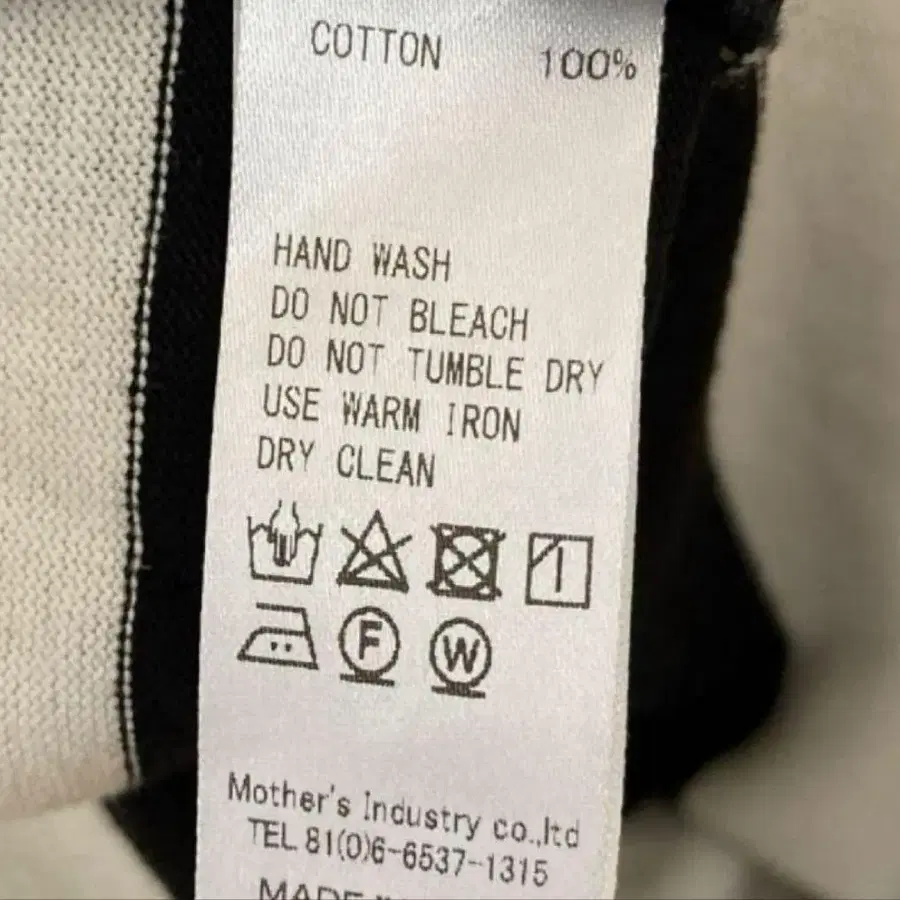 COTTON 100%
HAND WASH
DO NOT BLEACH
DO NOT TUMBLE DRY
USE WARM IRON
DRY CLEAN
F W
Mother's Industry co.,ltd
TEL 81(0)6-6537-1315
MADE